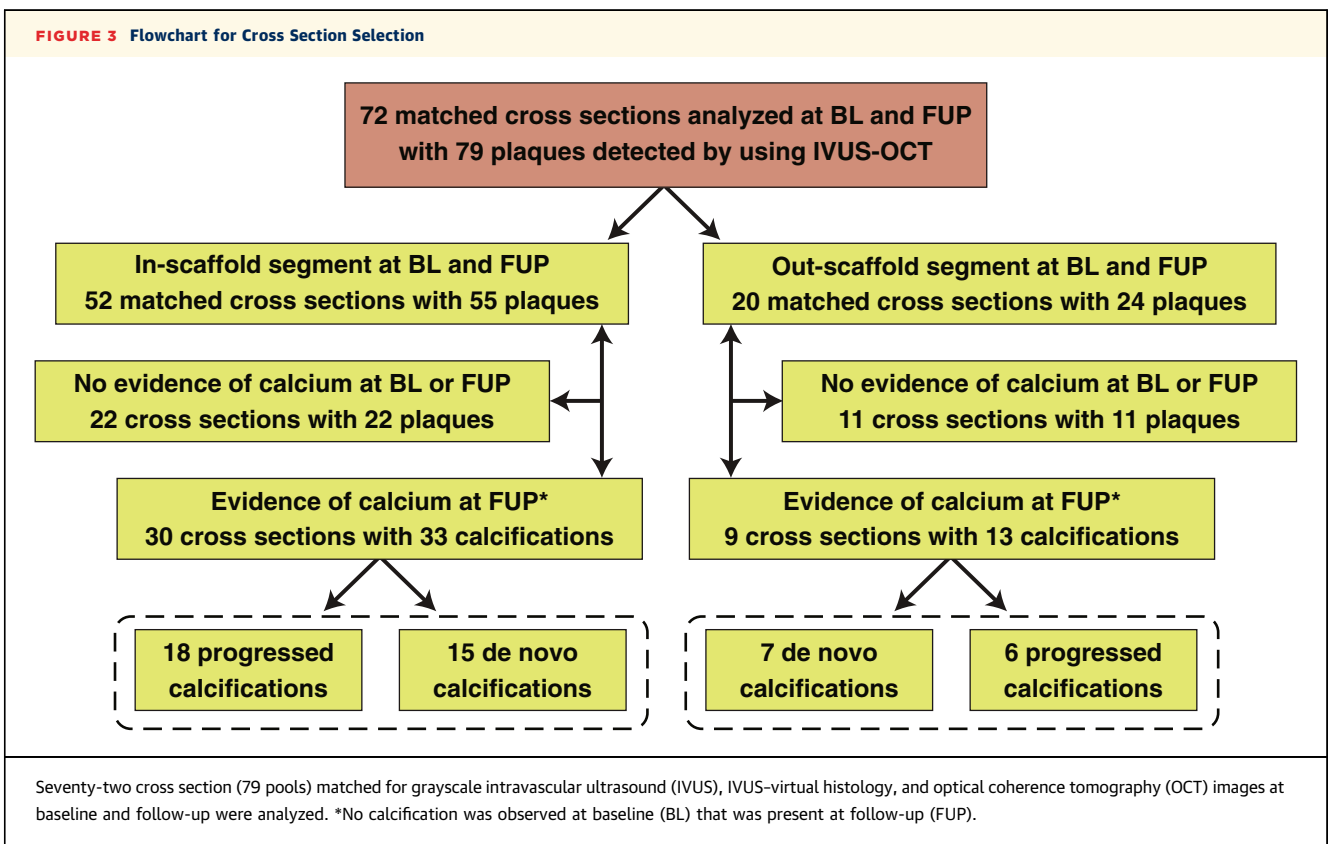 FIGURE 3 Flowchart for Cross Section Selection
72 matched cross sections analyzed at BL and FUP
with 79 plaques detected by using IVUS-OCT
In-scaffold segment at BL and FUP
52 matched cross sections with 55 plaques
Out-scaffold segment at BL and FUP
20 matched cross sections with 24 plaques
No evidence of calcium at BL or FUP
22 cross sections with 22 plaques
No evidence of calcium at BL or FUP
11 cross sections with 11 plaques
Evidence of calcium at FUP*
30 cross sections with 33 calcifications
Evidence of calcium at FUP*
9 cross sections with 13 calcifications
18 progressed
calcifications
15 de novo
calcifications
7 de novo
calcifications
6 progressed
calcifications
Seventy-two cross section (79 pools) matched for grayscale intravascular ultrasound (IVUS), IVUS-virtual histology, and optical coherence tomography (OCT) images at
baseline and follow-up were analyzed. *No calcification was observed at baseline (BL) that was present at follow-up (FUP).